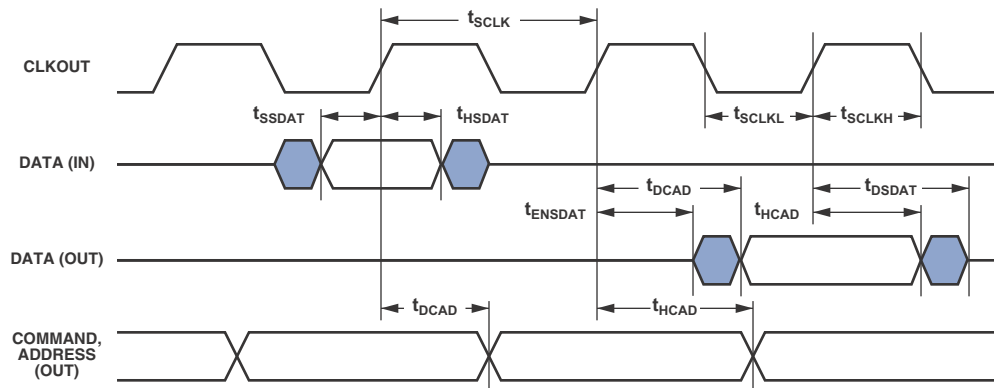 tSCLK
CLKOUT
tSSDAT
tHSDAT
tSCLKL
tSCLKH
DATA (IN)
tDCAD
tDSDAT
tENSDAT
tHCAD
DATA (OUT)
tDCAD
tHCAD
COMMAND,
ADDRESS
(OUT)